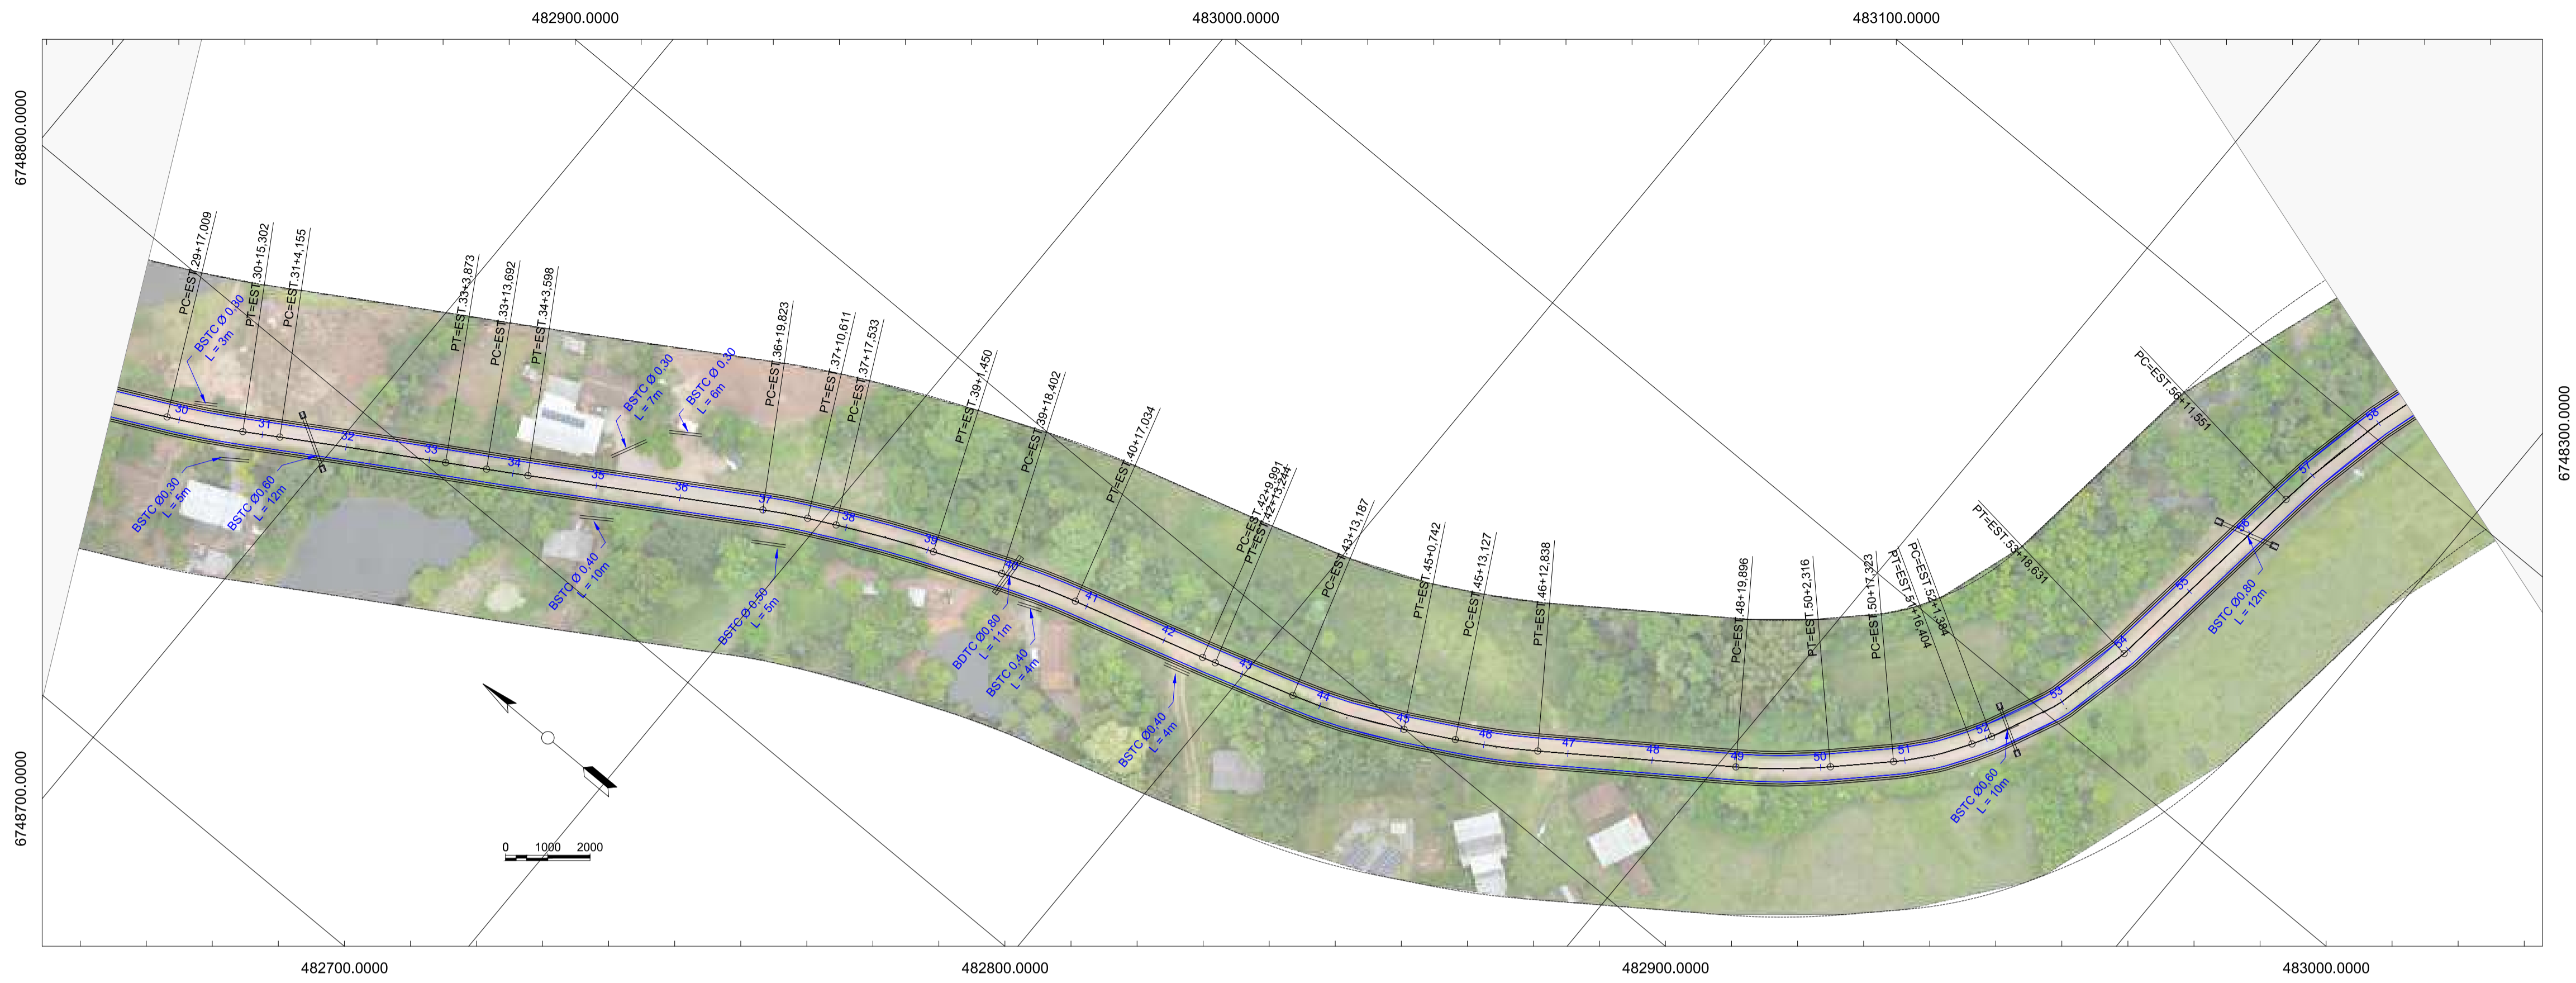 482900.0000
483000.0000
483100.0000
6748800.0000
6748700.0000
6748300.0000
PC=EST.29+17,009
PT=EST.30+15,302
PC=EST.31+4,155
PT=EST.33+3,873
PC=EST.33+13,692
PT=EST.34+3,598
PC=EST.36+19,823
PT=EST.37+10,611
PC=EST.37+17,533
PT=EST.39+1,450
PC=EST.39+18,402
PT=EST.40+17,034
PC=EST.42+9,991
PT=EST.42+13,244
PC=EST.43+13,187
PT=EST.45+0,742
PC=EST.45+13,127
PT=EST.46+12,838
PC=EST.48+19,896
PT=EST.50+2,316
PC=EST.50+17,323
PT=EST.51+16,404
PC=EST.52+1,384
PT=EST.53+18,631
PC=EST.56+11,551
BSTC Ø 0,30
L = 3m
BSTC Ø 0,30
L = 7m
BSTC Ø 0,30
L = 6m
30
31
32
33
34
35
36
37
38
39
40
41
42
43
44
45
46
47
48
49
50
51
52
53
54
55
56
57
58
BSTC Ø0,30
L = 5m
BSTC Ø0,60
L = 12m
BSTC Ø 0,40
L = 10m
BSTC Ø 0,50
L = 5m
BDTC Ø0,80
L = 11m
BSTC 0,40
L = 4m
BSTC Ø0,40
L = 4m
BSTC Ø0,60
L = 10m
BSTC Ø0,80
L = 12m
0 1000 2000
482700.0000
482800.0000
482900.0000
483000.0000